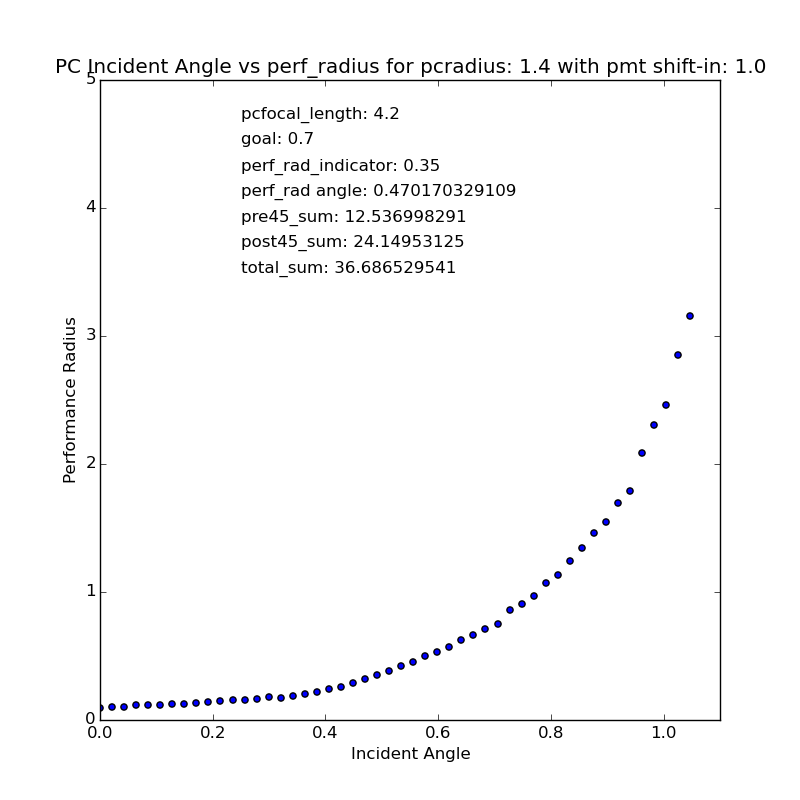 PC Incident Angle vs perf_radius for pcradius: 1.4 with pmt shift-in: 1.0
pcfocal_length: 4.2
goal: 0.7
perf_rad_indicator: 0.35
perf_rad angle: 0.470170329109
pre45_sum: 12.536998291
post45_sum: 24.14953125
total_sum: 36.686529541
Performance Radius
5
4
3
2
1
0
0.0 0.2 0.4 0.6 0.8 1.0
Incident Angle